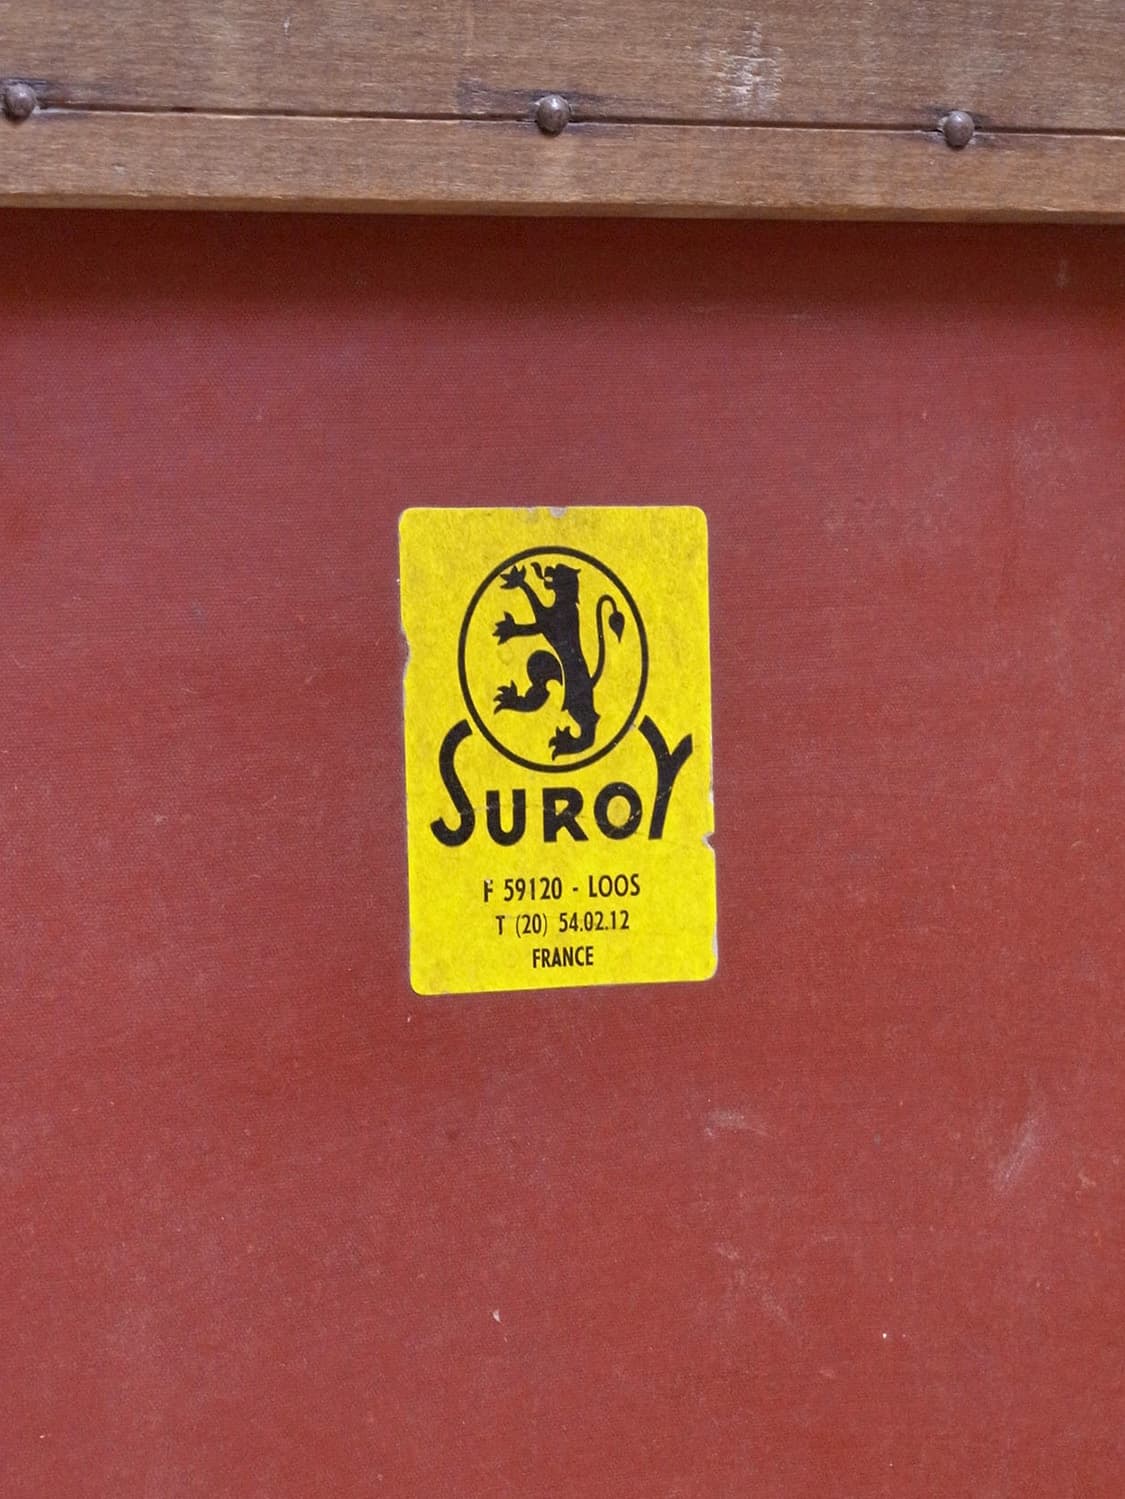 SUROY
F 59120 - LOOS
T (20) 54.02.12
FRANCE